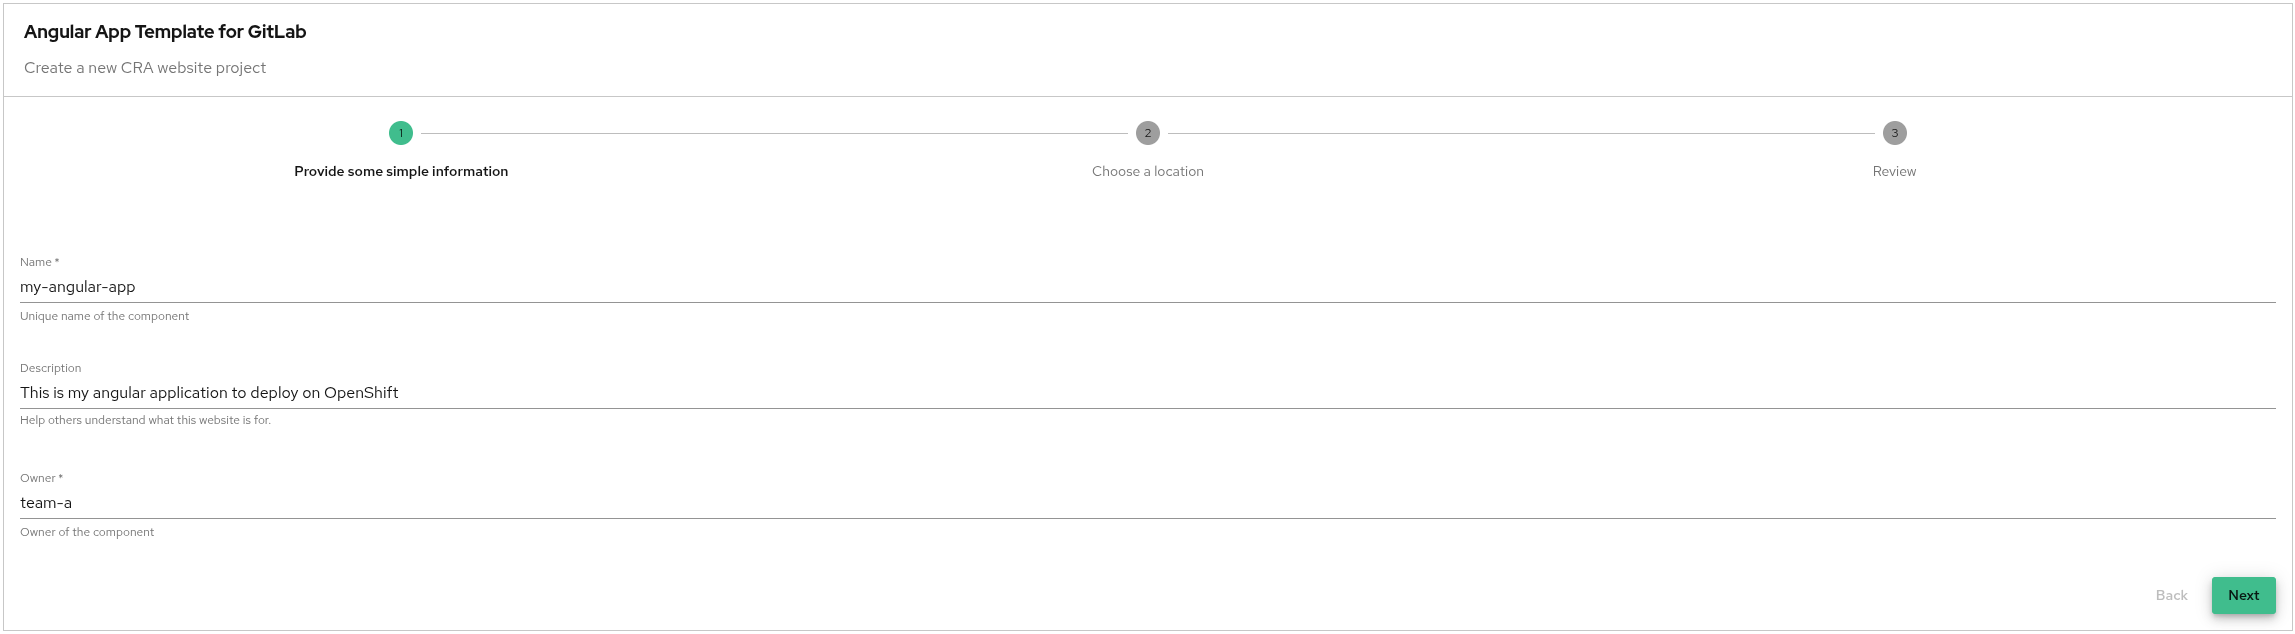 Angular App Template for GitLab
Create a new CRA website project
1
2
3
Provide some simple information
Choose a location
Review
Name *
my-angular-app
Unique name of the component
Description
This is my angular application to deploy on OpenShift
Help others understand what this website is for.
Owner *
team-a
Owner of the component
Back
Next